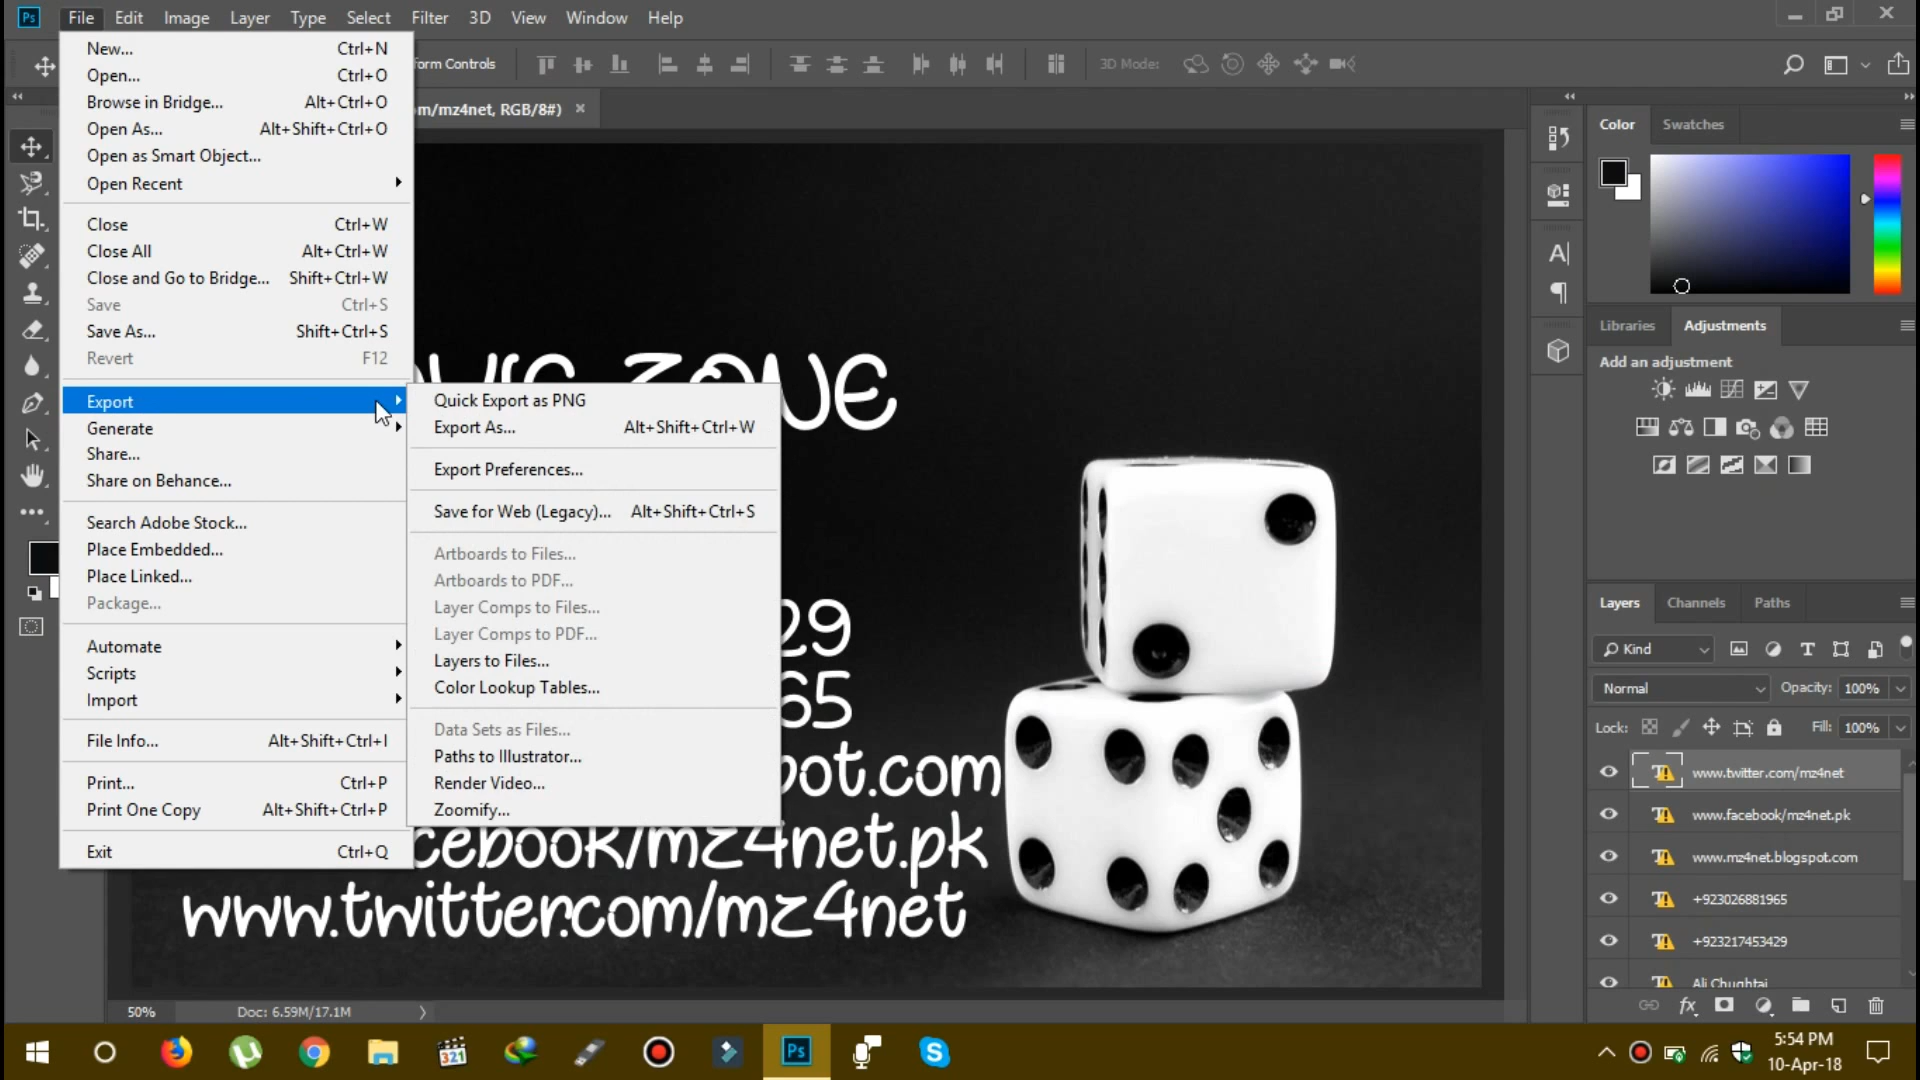 Ps File Edit Image Layer Type Select Filter 3D View Window Help
New... Ctrl+N
Open... Ctrl+O
Browse in Bridge... Alt+Ctrl+O
Open As... Alt+Shift+Ctrl+O
Open as Smart Object...
Open Recent
Close Ctrl+W
Close All Alt+Ctrl+W
Close and Go to Bridge... Shift+Ctrl+W
Save Ctrl+S
Save As... Shift+Ctrl+S
Revert F12
Export
Generate
Share...
Share on Behance...
Search Adobe Stock...
Place Embedded...
Place Linked...
Package...
Automate
Scripts
Import
File Info... Alt+Shift+Ctrl+I
Print... Ctrl+P
Print One Copy Alt+Shift+Ctrl+P
Exit Ctrl+Q
Quick Export as PNG
Export As... Alt+Shift+Ctrl+W
Export Preferences...
Save for Web (Legacy)... Alt+Shift+Ctrl+S
Artboards to Files...
Artboards to PDF...
Layer Comps to Files...
Layer Comps to PDF...
Layers to Files...
Color Lookup Tables...
Data Sets as Files...
Paths to Illustrator...
Render Video...
Zoomify...
orm Controls 3D Mode:
m/mz4net, RGB/8#) ×
ZONE
29
65
pot.com
cebook/mz4net.pk
www.twitter.com/mz4net
50% Doc: 6.59M/17.1M
Color Swatches
Libraries Adjustments
Add an adjustment
Layers Channels Paths
Kind
Normal Opacity: 100%
Lock: Fill: 100%
www.twitter.com/mz4net
www.facebook/mz4net.pk
www.mz4net.blogspot.com
+923026881965
+923217453429
Ali Chughtai
321
Ps
5:54 PM
10-Apr-18